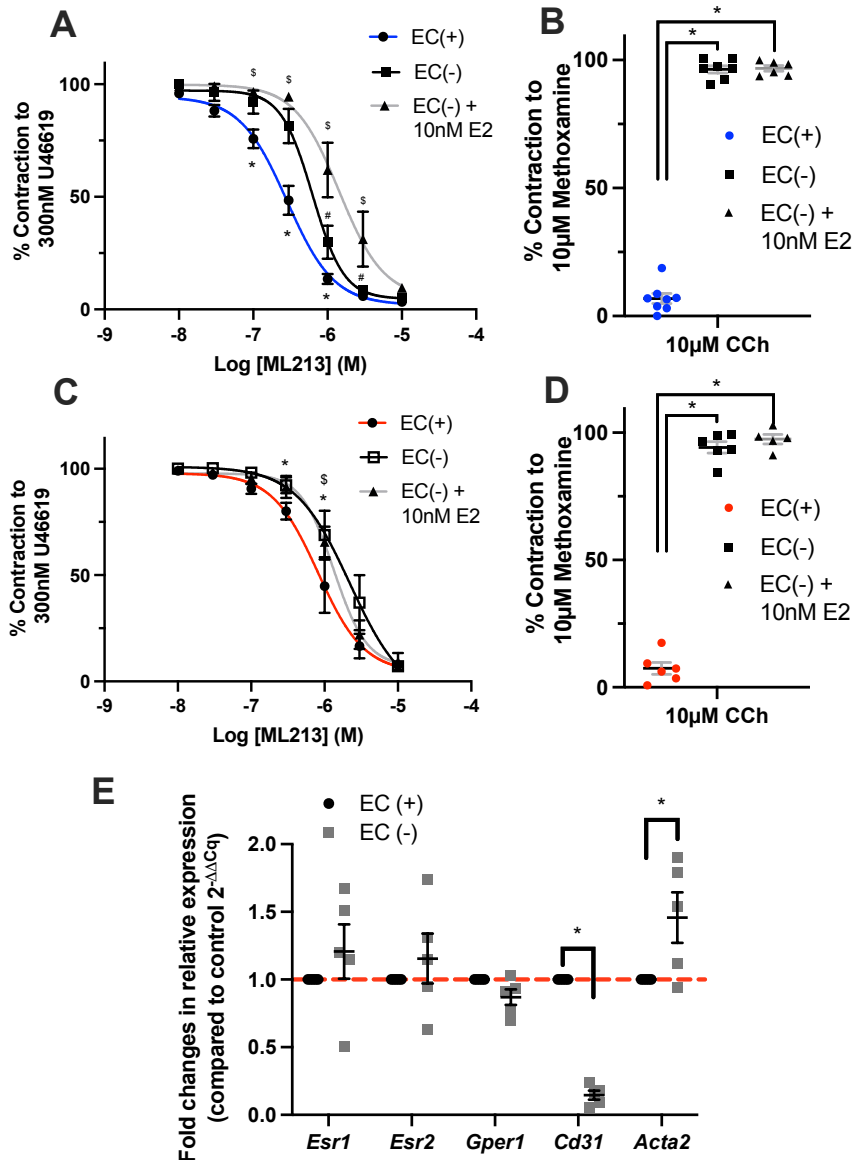 A
EC(+)
EC(-)
EC(-) +
10nM E2
% Contraction to
300nM U46619
100
50
0
$
$
$
$
*
*
#
#
*
-9
-8
-7
-6
-5
-4
Log [ML213] (M)
B
*
*
% Contraction to
10µM Methoxamine
100
50
0
EC(+)
EC(-)
EC(-) +
10nM E2
10µM CCh
C
EC(+)
EC(-)
EC(-) +
10nM E2
% Contraction to
300nM U46619
100
50
0
*
$
*
-9
-8
-7
-6
-5
-4
Log [ML213] (M)
D
*
*
% Contraction to
10µM Methoxamine
100
50
0
EC(+)
EC(-)
EC(-) +
10nM E2
10µM CCh
E
EC (+)
EC (-)
Fold changes in relative expression
(compared to control 2-ΔΔCq)
2.0
1.5
1.0
0.5
0.0
*
*
Esr1
Esr2
Gper1
Cd31
Acta2